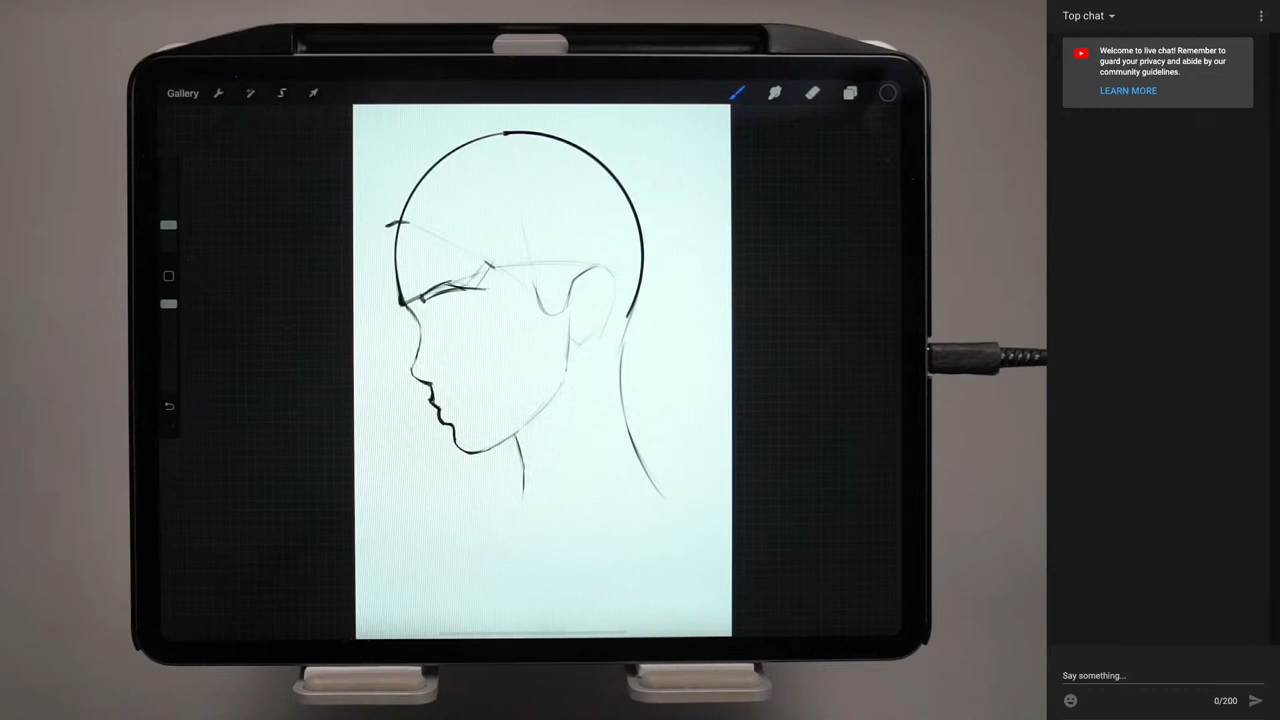 Gallery
Top chat
Welcome to live chat! Remember to
guard your privacy and abide by our
community guidelines.
LEARN MORE
Say something...
0/200